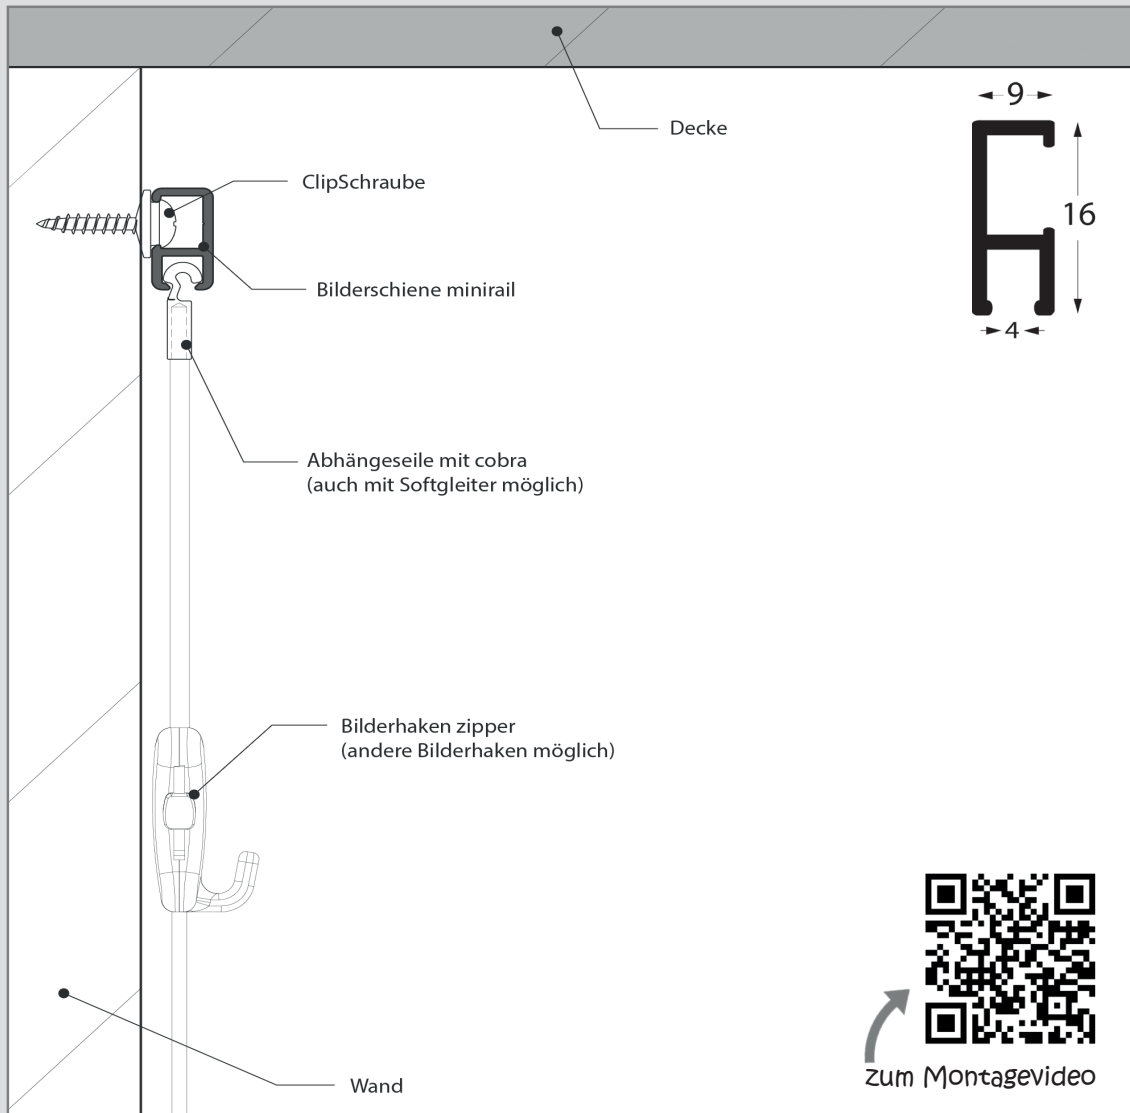 Decke
9
ClipSchraube
16
Bilderschiene minirail
4
Abhängeseile mit cobra
(auch mit Softgleiter möglich)
Bilderhaken zipper
(andere Bilderhaken möglich)
Wand
zum Montagevideo